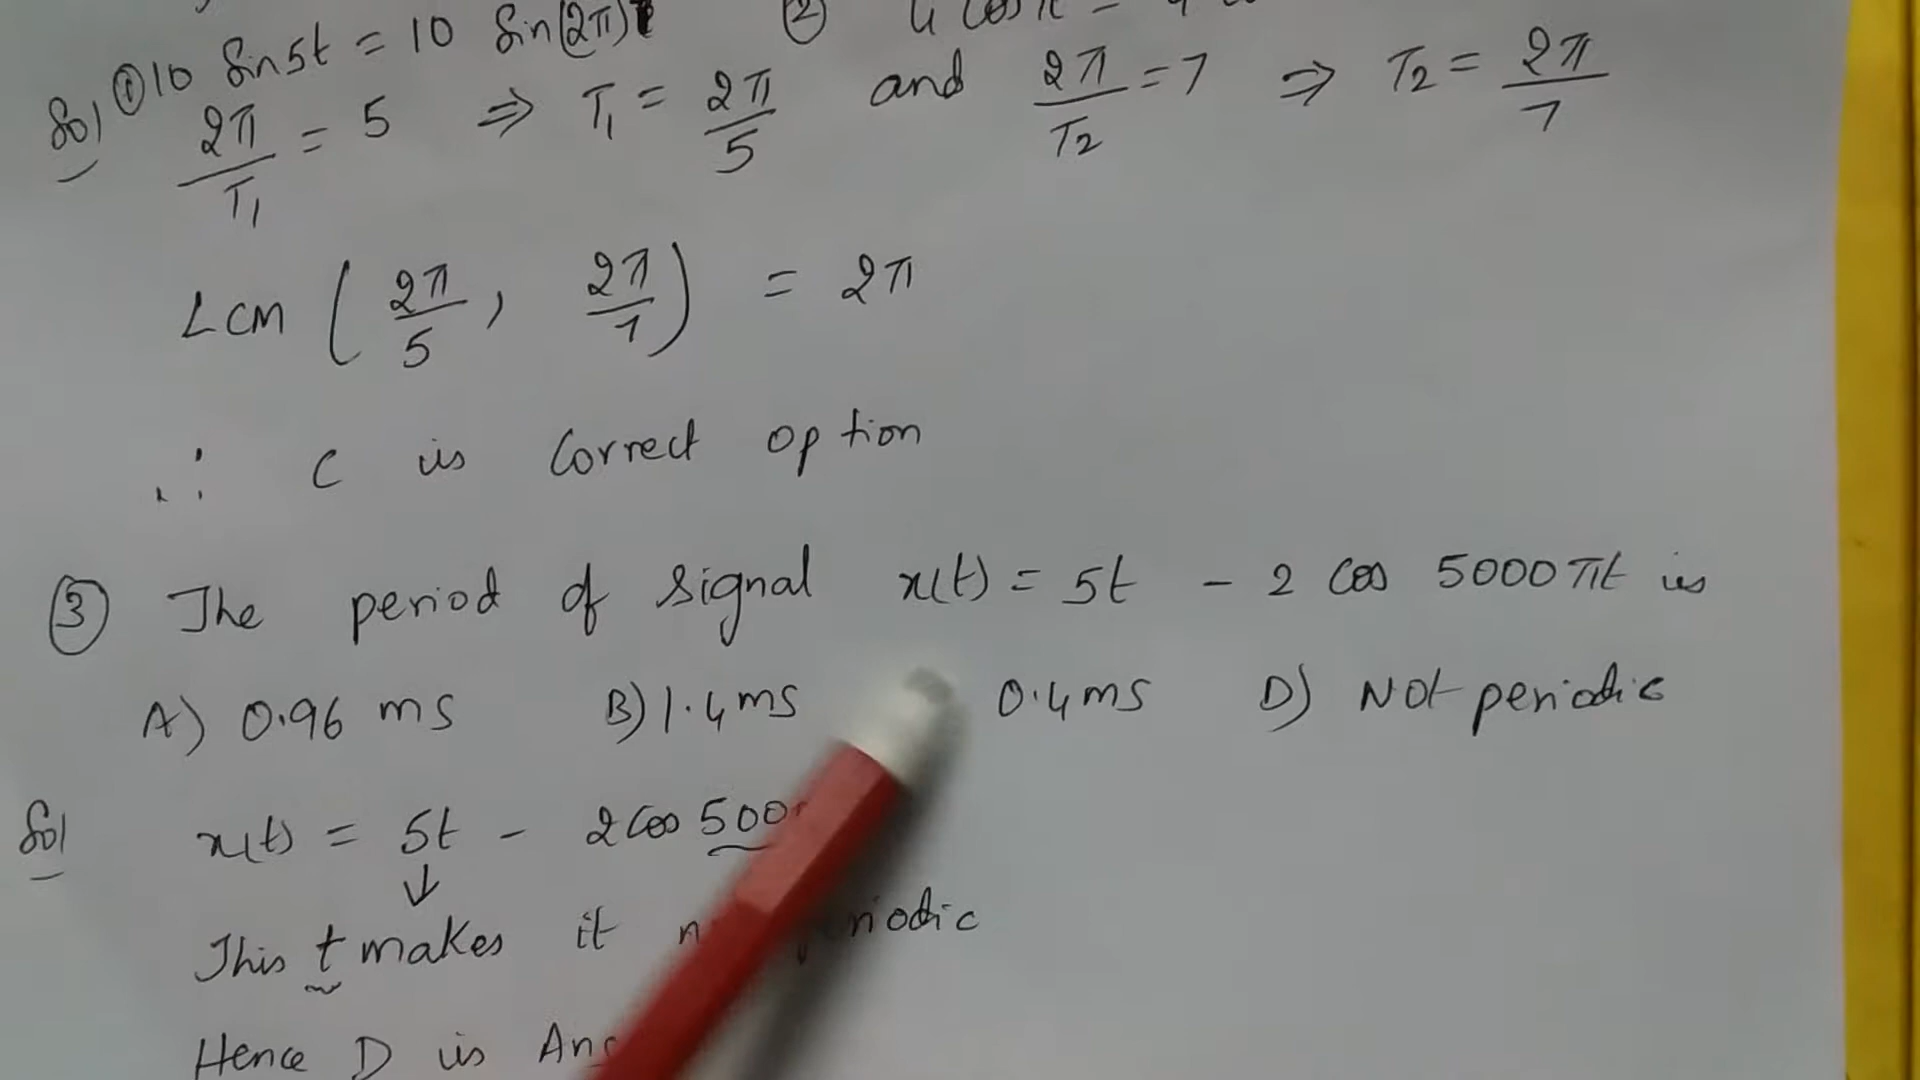 Sol ① 10 Sin5t = 10 Sin(2π) ②
2π/T1 = 5 ⇒ T1 = 2π/5 and 2π/T2 = 7 ⇒ T2 = 2π/7
LCM ( 2π/5 , 2π/7 ) = 2π
∴ C is Correct option
③ The period of signal x(t) = 5t - 2 cos 5000πt is
A) 0.96 ms B) 1.4ms 0.4ms D) Not periodic
Sol x(t) = 5t - 2cos 500
↓
This t makes it
Hence D is